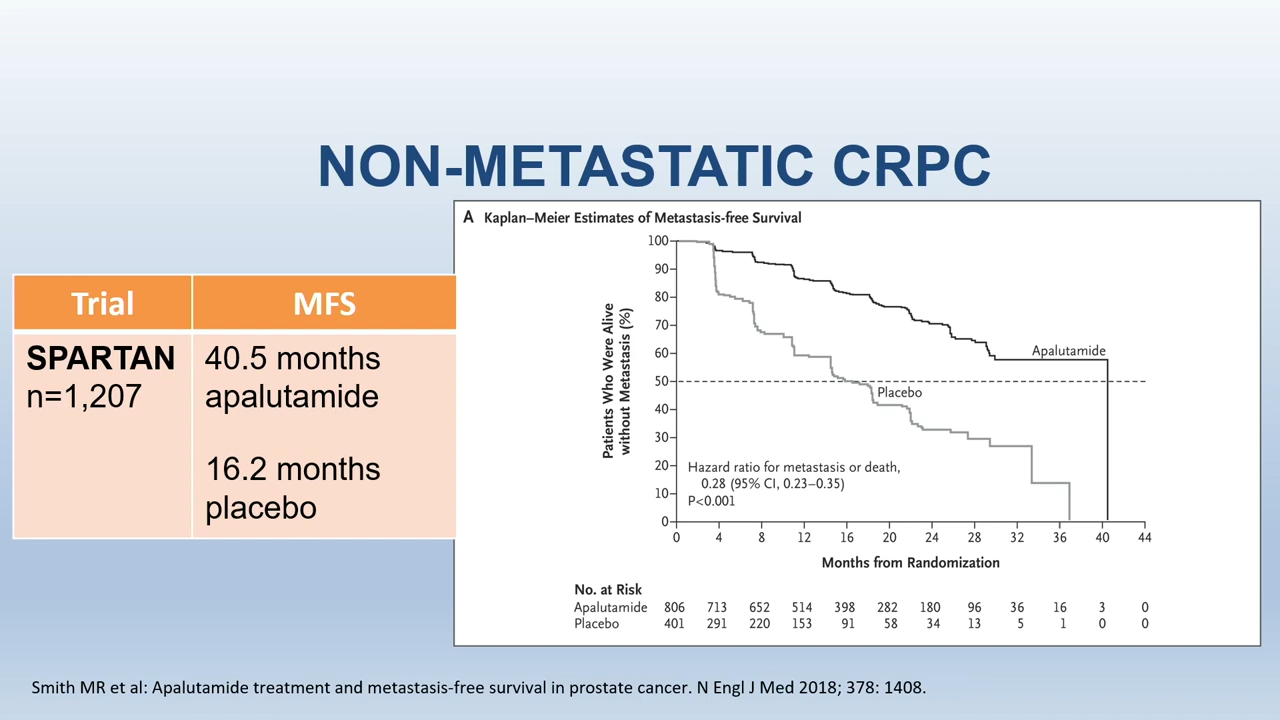 NON-METASTATIC CRPC
Trial MFS
SPARTAN
n=1,207
40.5 months
apalutamide
16.2 months
placebo
A Kaplan–Meier Estimates of Metastasis-free Survival
Patients Who Were Alive
without Metastasis (%)
100
90
80
70
60
50
40
30
20
10
0
Apalutamide
Placebo
Hazard ratio for metastasis or death,
0.28 (95% CI, 0.23–0.35)
P<0.001
0 4 8 12 16 20 24 28 32 36 40 44
Months from Randomization
No. at Risk
Apalutamide 806 713 652 514 398 282 180 96 36 16 3 0
Placebo 401 291 220 153 91 58 34 13 5 1 0 0
Smith MR et al: Apalutamide treatment and metastasis-free survival in prostate cancer. N Engl J Med 2018; 378: 1408.